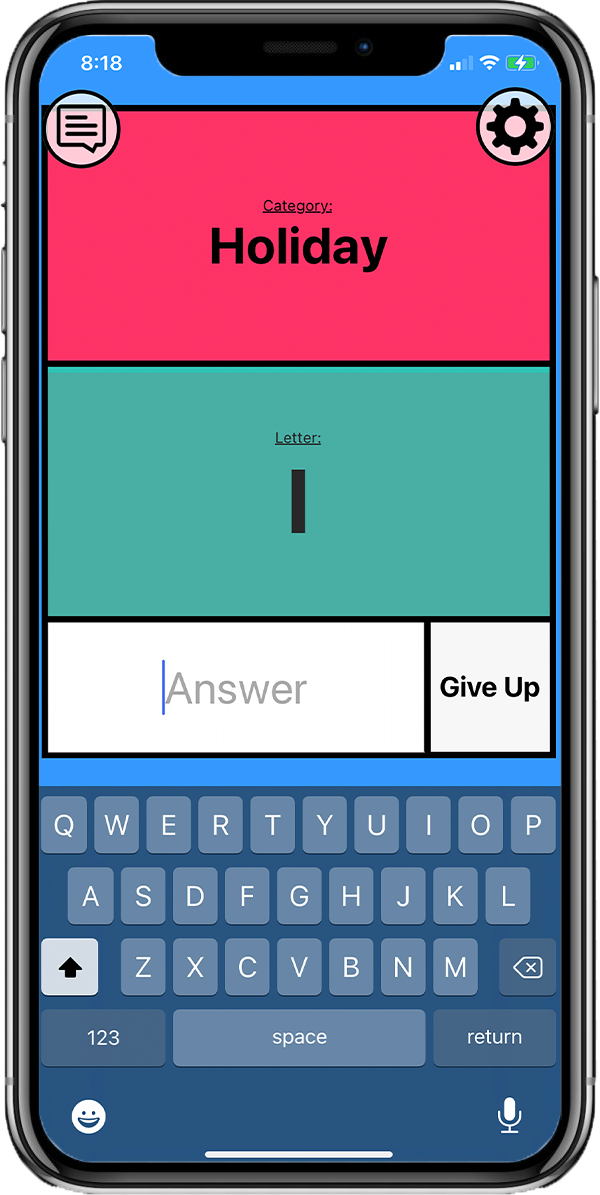 8:18
Category:
Holiday
Letter:
I
Answer
Give Up
Q W E R T Y U I O P
A S D F G H J K L
Z X C V B N M
123 space return